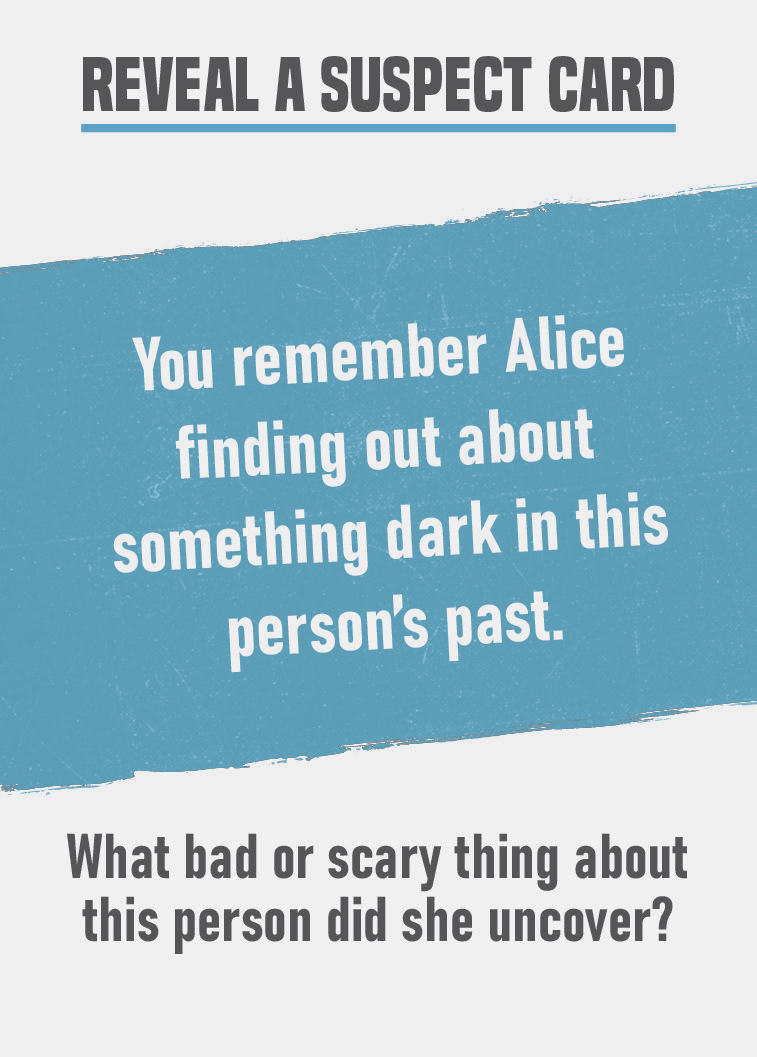 REVEAL A SUSPECT CARD
You remember Alice
finding out about
something dark in this
person’s past.
What bad or scary thing about
this person did she uncover?